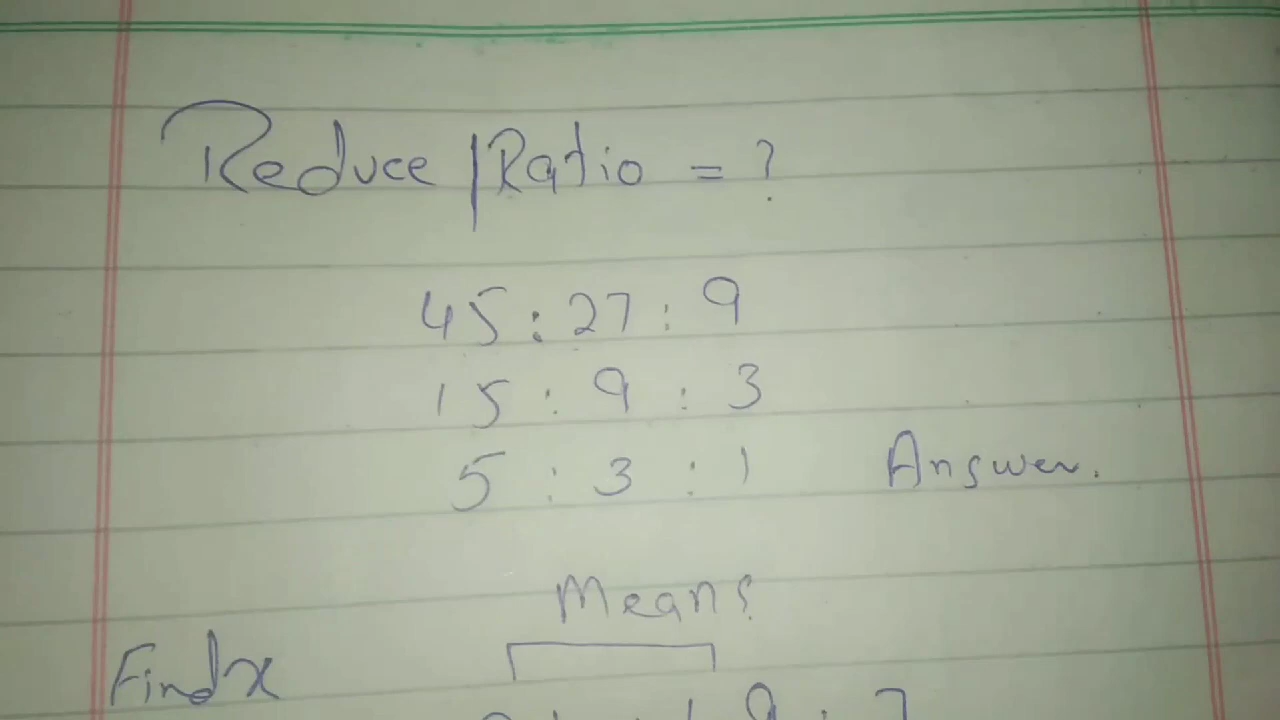 Reduce | Ratio = ?
45 : 27 : 9
15 : 9 : 3
5 : 3 : 1 Answer.
Means
Find x